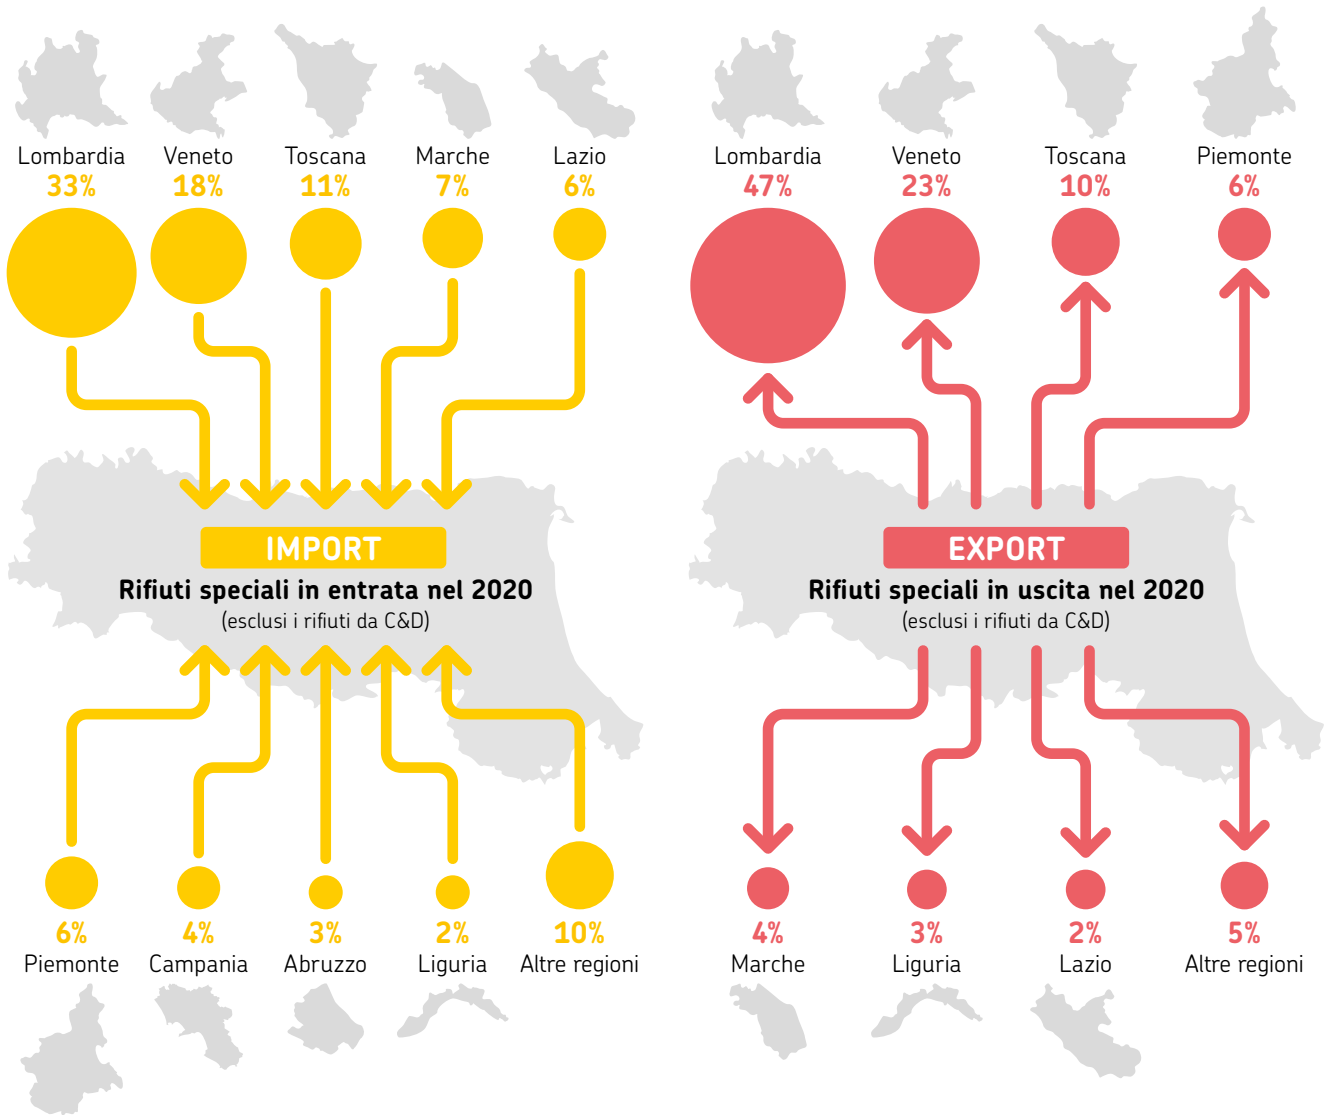 Lombardia
33%
Veneto
18%
Toscana
11%
Marche
7%
Lazio
6%
IMPORT
Rifiuti speciali in entrata nel 2020
(esclusi i rifiuti da C&D)
6%
Piemonte
4%
Campania
3%
Abruzzo
2%
Liguria
10%
Altre regioni
Lombardia
47%
Veneto
23%
Toscana
10%
Piemonte
6%
EXPORT
Rifiuti speciali in uscita nel 2020
(esclusi i rifiuti da C&D)
4%
Marche
3%
Liguria
2%
Lazio
5%
Altre regioni